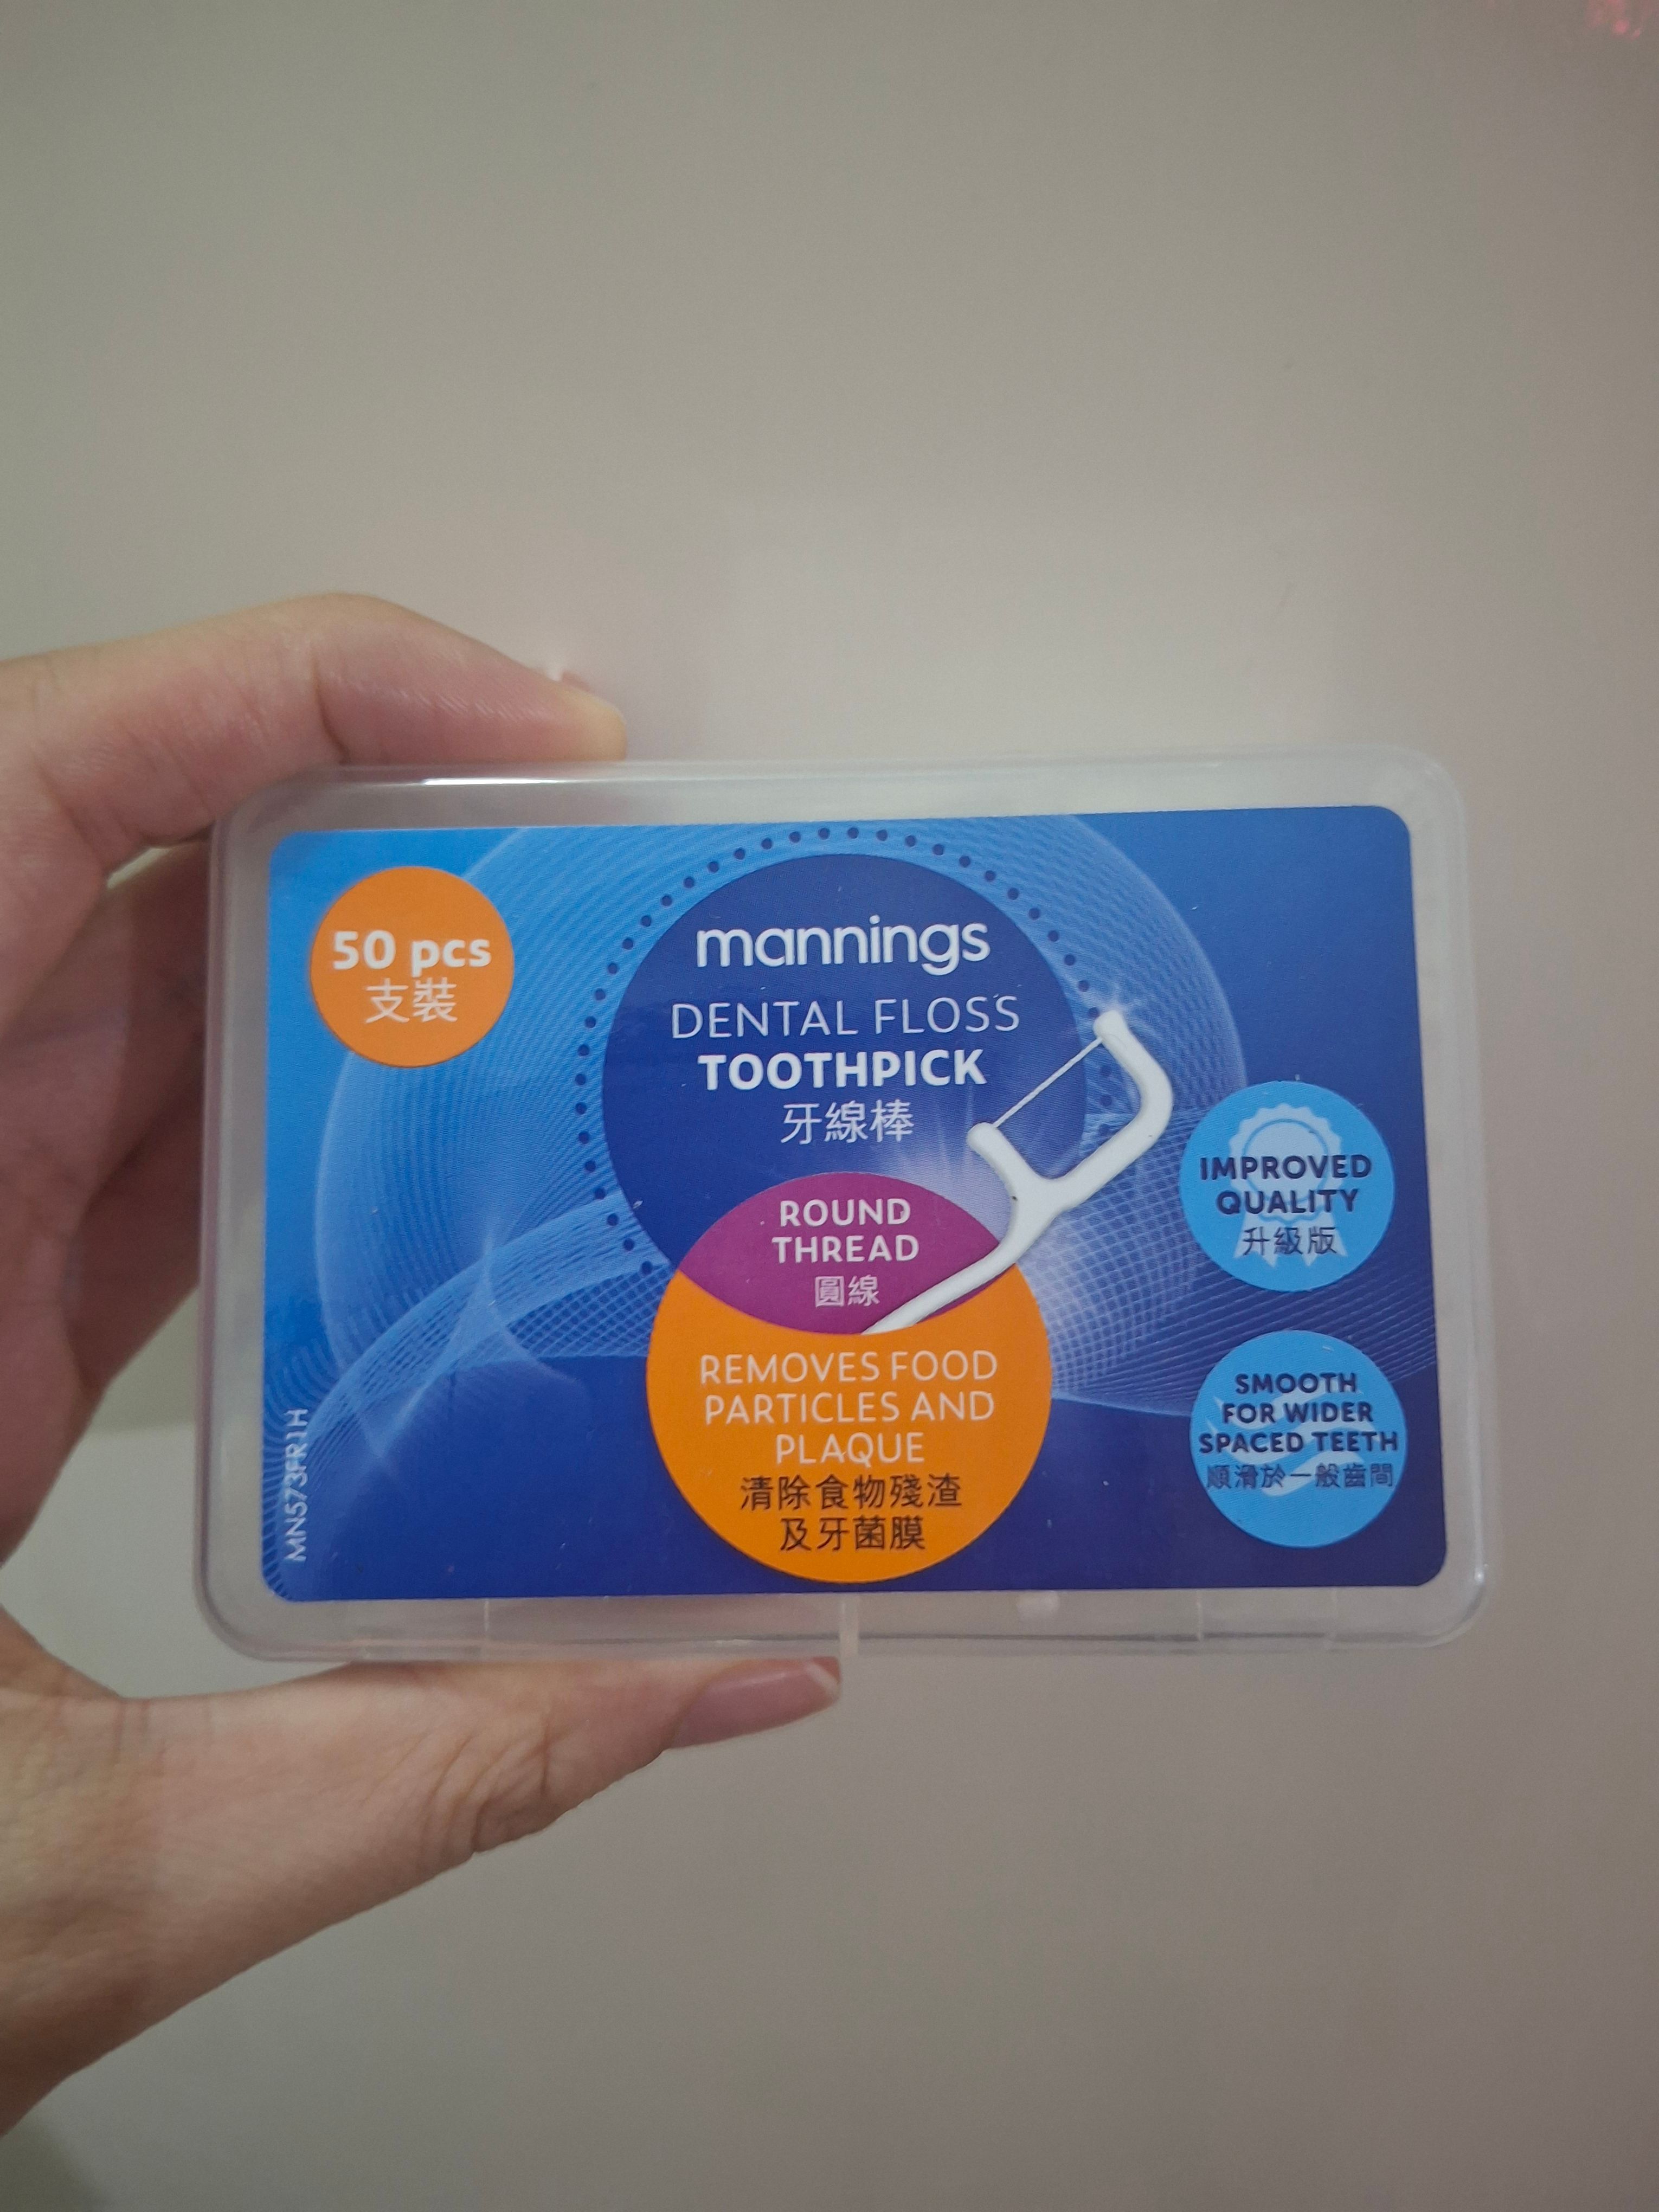 50 pcs
支裝
mannings
DENTAL FLOSS
TOOTHPICK
牙線棒
ROUND
THREAD
圓線
REMOVES FOOD
PARTICLES AND
PLAQUE
清除食物殘渣
及牙菌膜
IMPROVED
QUALITY
升級版
SMOOTH
FOR WIDER
SPACED TEETH
順滑於一般齒間
MN573FR1H